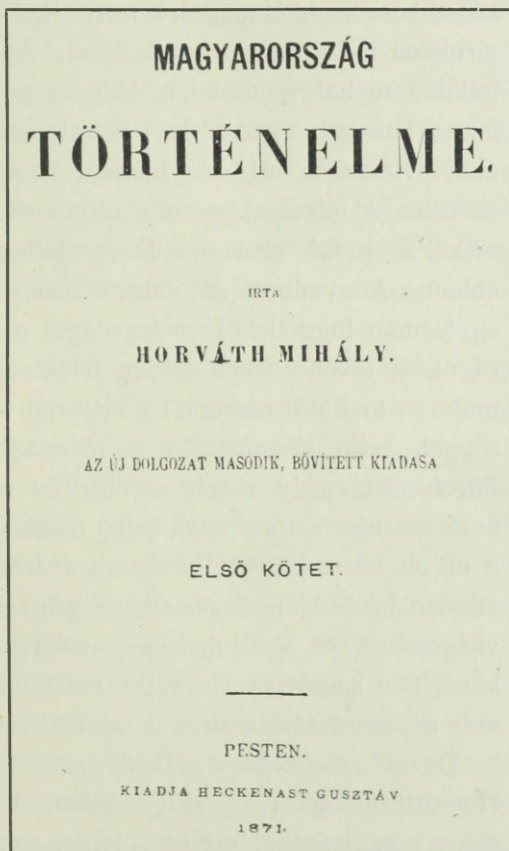 MAGYARORSZÁG
TÖRTÉNELME.
IRTA
HORVÁTH MIHÁLY.
AZ ÚJ DOLGOZAT MÁSODIK, BŐVÍTETT KIADÁSA
ELSŐ KÖTET.
PESTEN.
KIADJA HECKENAST GUSZTÁV
1871.